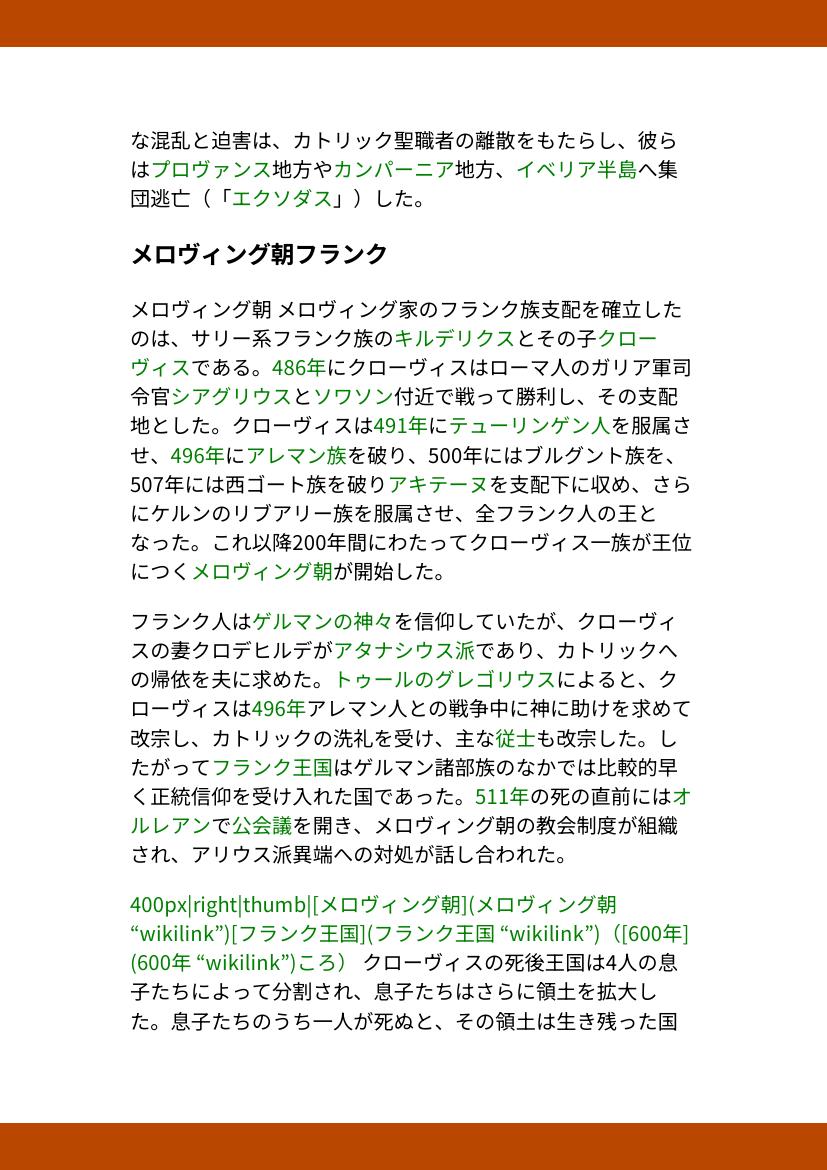 な混乱と迫害は、カトリック聖職者の離散をもたらし、彼ら
はプロヴァンス地方やカンパーニア地方、イベリア半島へ集
団逃亡（「エクソダス」）した。
メロヴィング朝フランク
メロヴィング朝 メロヴィング家のフランク族支配を確立した
のは、サリー系フランク族のキルデリクスとその子クロー
ヴィスである。486年にクローヴィスはローマ人のガリア軍司
令官シアグリウスとソワソン付近で戦って勝利し、その支配
地とした。クローヴィスは491年にテューリンゲン人を服属さ
せ、496年にアレマン族を破り、500年にはブルグント族を、
507年には西ゴート族を破りアキテーヌを支配下に収め、さら
にケルンのリブアリー族を服属させ、全フランク人の王と
なった。これ以降200年間にわたってクローヴィス一族が王位
につくメロヴィング朝が開始した。
フランク人はゲルマンの神々を信仰していたが、クローヴィ
スの妻クロデヒルデがアタナシウス派であり、カトリックへ
の帰依を夫に求めた。トゥールのグレゴリウスによると、ク
ローヴィスは496年アレマン人との戦争中に神に助けを求めて
改宗し、カトリックの洗礼を受け、主な従士も改宗した。し
たがってフランク王国はゲルマン諸部族のなかでは比較的早
く正統信仰を受け入れた国であった。511年の死の直前にはオ
ルレアンで公会議を開き、メロヴィング朝の教会制度が組織
され、アリウス派異端への対処が話し合われた。
400px|right|thumb|[メロヴィング朝](メロヴィング朝
“wikilink”)[フランク王国](フランク王国 “wikilink”)（[600年]
(600年 “wikilink”)ころ） クローヴィスの死後王国は4人の息
子たちによって分割され、息子たちはさらに領土を拡大し
た。息子たちのうち一人が死ぬと、その領土は生き残った国